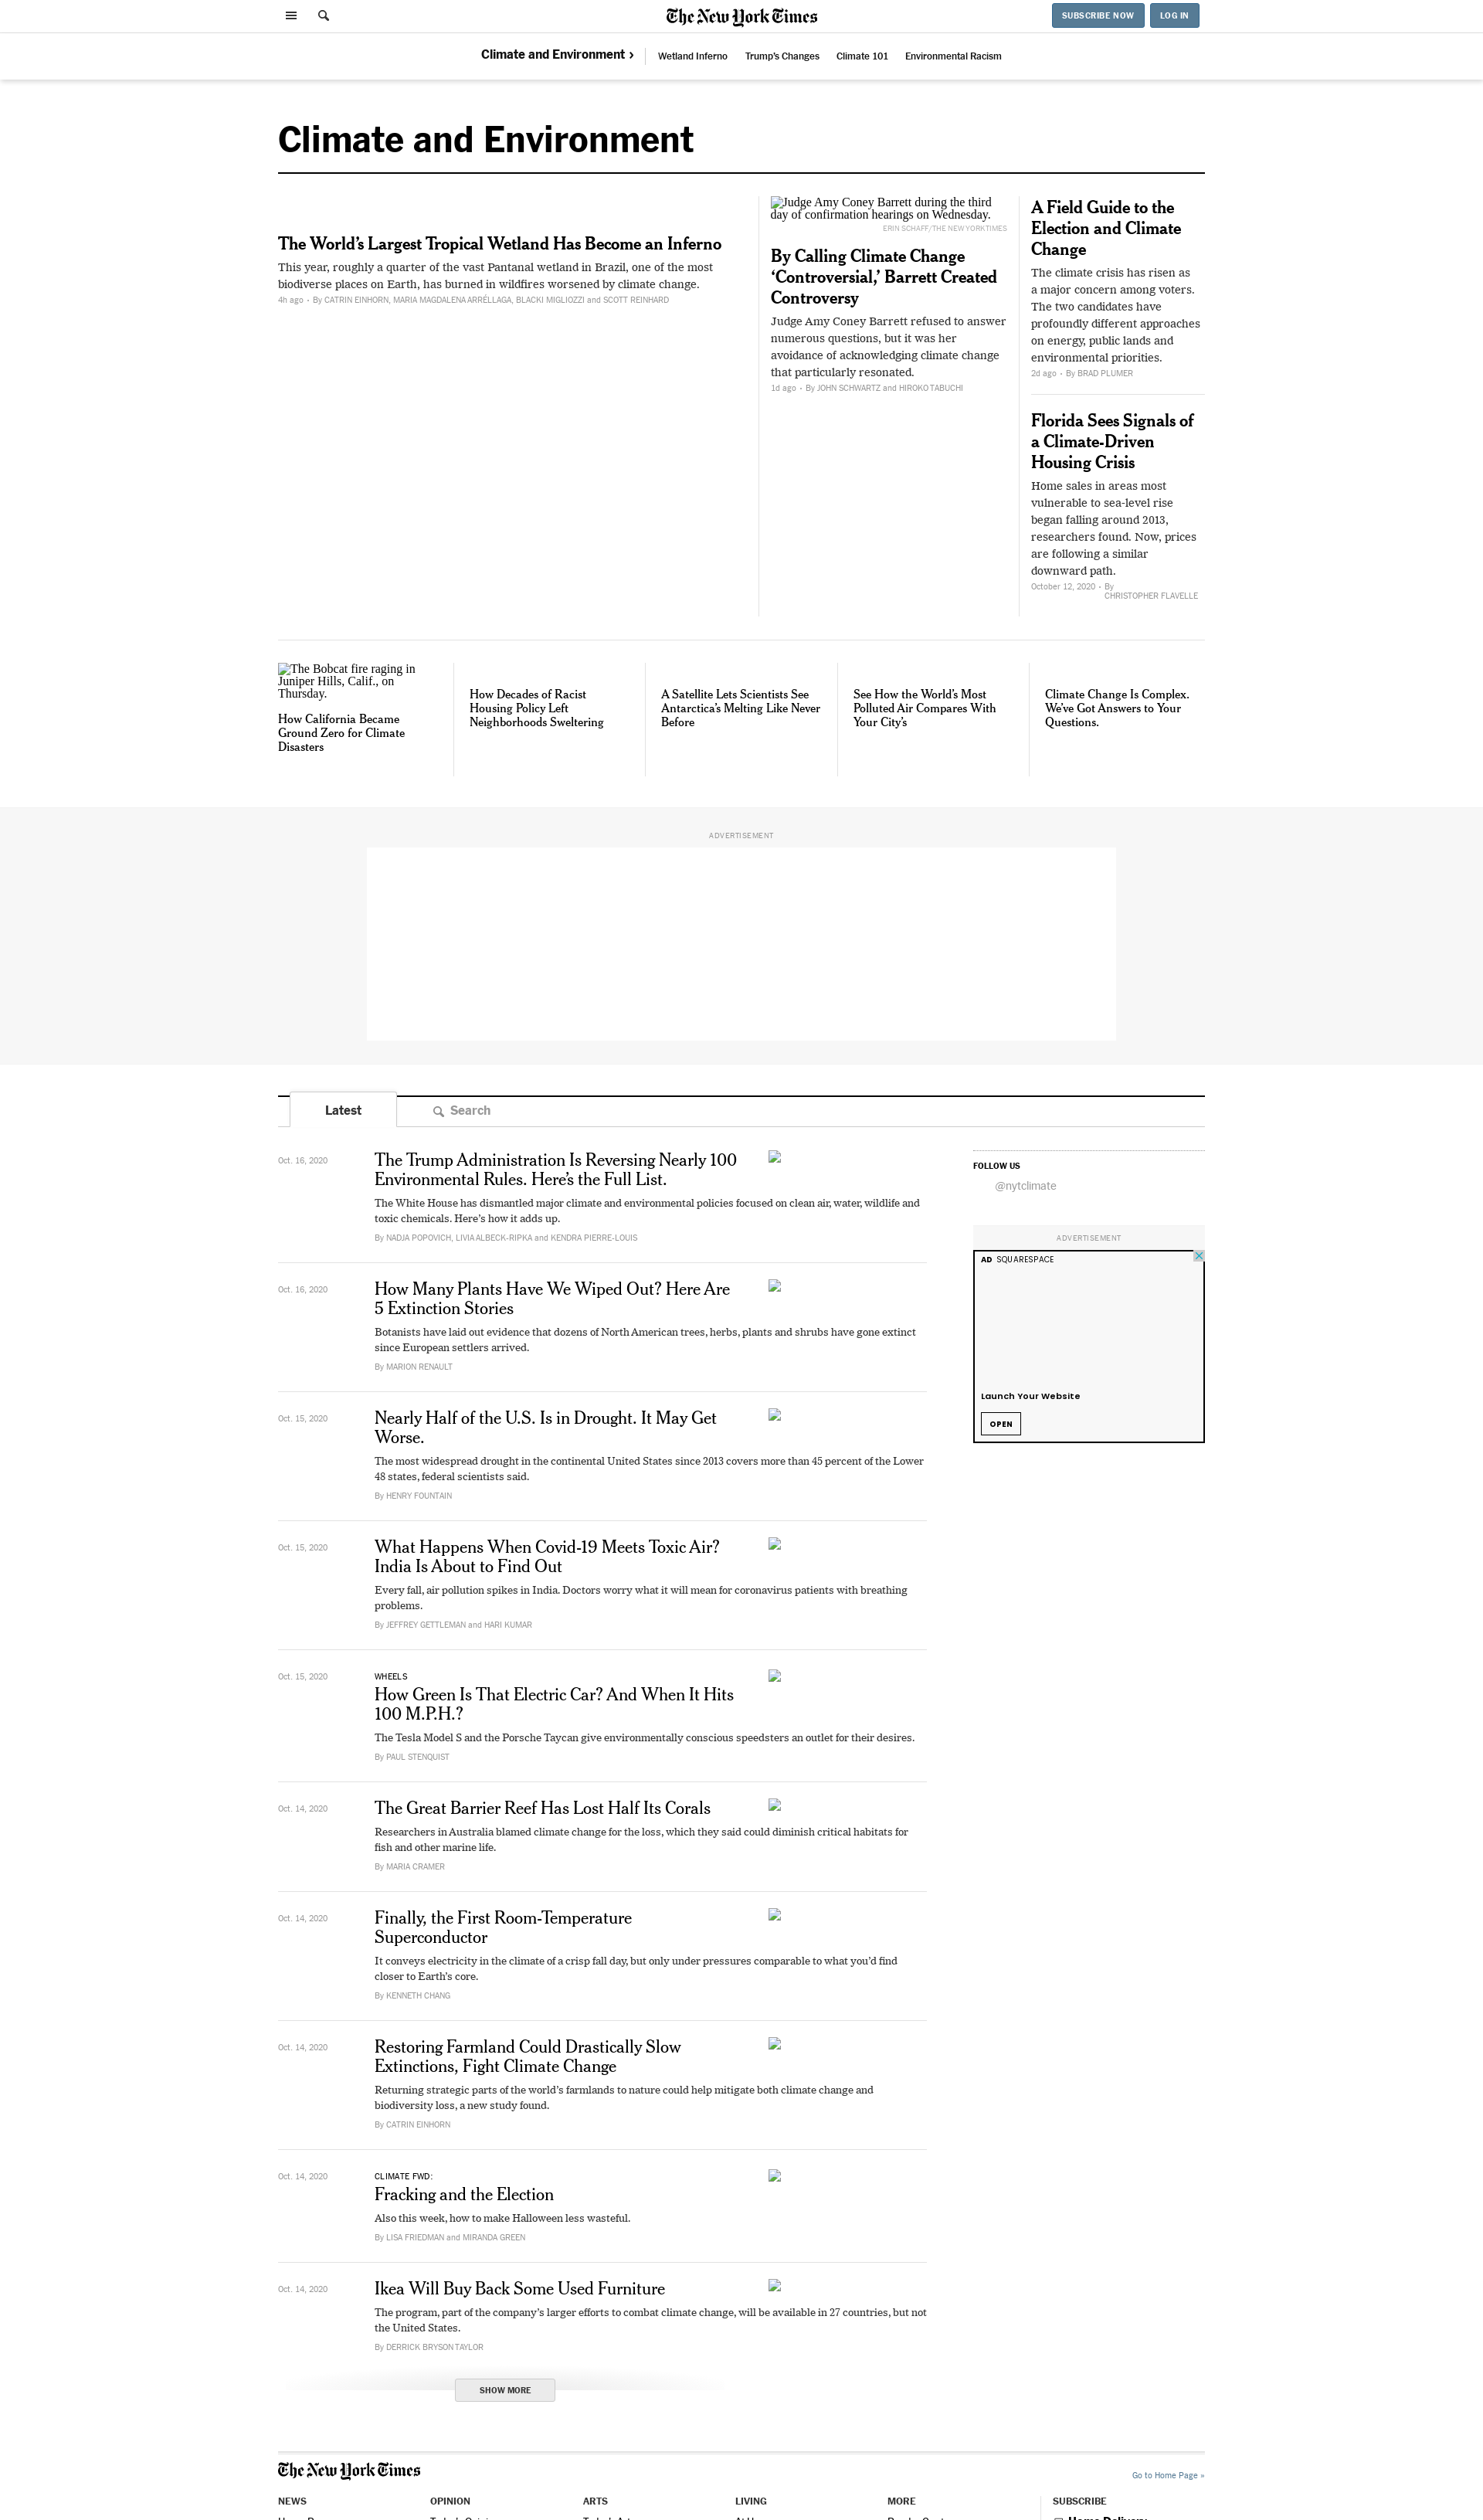 The New York Times
SUBSCRIBE NOW
LOG IN
Climate and Environment ›
Wetland Inferno
Trump's Changes
Climate 101
Environmental Racism
Climate and Environment
The World's Largest Tropical Wetland Has Become an Inferno
This year, roughly a quarter of the vast Pantanal wetland in Brazil, one of the most
biodiverse places on Earth, has burned in wildfires worsened by climate change.
4h ago • By CATRIN EINHORN, MARIA MAGDALENA ARRÉLLAGA, BLACKI MIGLIOZZI and SCOTT REINHARD
Judge Amy Coney Barrett during the third
day of confirmation hearings on Wednesday.
ERIN SCHAFF/THE NEW YORK TIMES
By Calling Climate Change
‘Controversial,’ Barrett Created
Controversy
Judge Amy Coney Barrett refused to answer
numerous questions, but it was her
avoidance of acknowledging climate change
that particularly resonated.
1d ago • By JOHN SCHWARTZ and HIROKO TABUCHI
A Field Guide to the
Election and Climate
Change
The climate crisis has risen as
a major concern among voters.
The two candidates have
profoundly different approaches
on energy, public lands and
environmental priorities.
2d ago • By BRAD PLUMER
Florida Sees Signals of
a Climate-Driven
Housing Crisis
Home sales in areas most
vulnerable to sea-level rise
began falling around 2013,
researchers found. Now, prices
are following a similar
downward path.
October 12, 2020 • By
CHRISTOPHER FLAVELLE
The Bobcat fire raging in
Juniper Hills, Calif., on
Thursday.
How California Became
Ground Zero for Climate
Disasters
How Decades of Racist
Housing Policy Left
Neighborhoods Sweltering
A Satellite Lets Scientists See
Antarctica's Melting Like Never
Before
See How the World's Most
Polluted Air Compares With
Your City's
Climate Change Is Complex.
We've Got Answers to Your
Questions.
ADVERTISEMENT
Latest
Search
Oct. 16, 2020
The Trump Administration Is Reversing Nearly 100
Environmental Rules. Here's the Full List.
The White House has dismantled major climate and environmental policies focused on clean air, water, wildlife and
toxic chemicals. Here's how it adds up.
By NADJA POPOVICH, LIVIA ALBECK-RIPKA and KENDRA PIERRE-LOUIS
FOLLOW US
@nytclimate
ADVERTISEMENT
AD SQUARESPACE
Launch Your Website
OPEN
Oct. 16, 2020
How Many Plants Have We Wiped Out? Here Are
5 Extinction Stories
Botanists have laid out evidence that dozens of North American trees, herbs, plants and shrubs have gone extinct
since European settlers arrived.
By MARION RENAULT
Oct. 15, 2020
Nearly Half of the U.S. Is in Drought. It May Get
Worse.
The most widespread drought in the continental United States since 2013 covers more than 45 percent of the Lower
48 states, federal scientists said.
By HENRY FOUNTAIN
Oct. 15, 2020
What Happens When Covid-19 Meets Toxic Air?
India Is About to Find Out
Every fall, air pollution spikes in India. Doctors worry what it will mean for coronavirus patients with breathing
problems.
By JEFFREY GETTLEMAN and HARI KUMAR
Oct. 15, 2020
WHEELS
How Green Is That Electric Car? And When It Hits
100 M.P.H.?
The Tesla Model S and the Porsche Taycan give environmentally conscious speedsters an outlet for their desires.
By PAUL STENQUIST
Oct. 14, 2020
The Great Barrier Reef Has Lost Half Its Corals
Researchers in Australia blamed climate change for the loss, which they said could diminish critical habitats for
fish and other marine life.
By MARIA CRAMER
Oct. 14, 2020
Finally, the First Room-Temperature
Superconductor
It conveys electricity in the climate of a crisp fall day, but only under pressures comparable to what you'd find
closer to Earth's core.
By KENNETH CHANG
Oct. 14, 2020
Restoring Farmland Could Drastically Slow
Extinctions, Fight Climate Change
Returning strategic parts of the world's farmlands to nature could help mitigate both climate change and
biodiversity loss, a new study found.
By CATRIN EINHORN
Oct. 14, 2020
CLIMATE FWD:
Fracking and the Election
Also this week, how to make Halloween less wasteful.
By LISA FRIEDMAN and MIRANDA GREEN
Oct. 14, 2020
Ikea Will Buy Back Some Used Furniture
The program, part of the company's larger efforts to combat climate change, will be available in 27 countries, but not
the United States.
By DERRICK BRYSON TAYLOR
SHOW MORE
The New York Times
Go to Home Page »
NEWS
OPINION
ARTS
LIVING
MORE
SUBSCRIBE